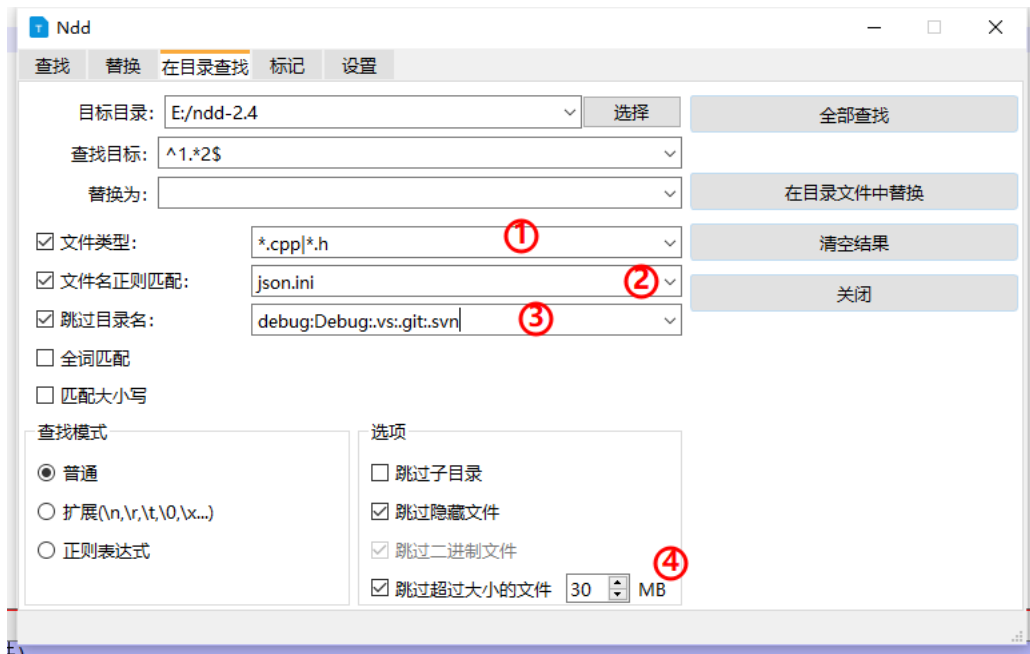 Ndd
查找 替换 在目录查找 标记 设置
目标目录: E:/ndd-2.4 选择 全部查找
查找目标: ^1.*2$
替换为: 在目录文件中替换
文件类型: *.cpp|*.h ① 清空结果
文件名正则匹配: json.ini ② 关闭
跳过目录名: debug:Debug:.vs:.git:.svn ③
全词匹配
匹配大小写
查找模式 选项
普通 跳过子目录
扩展(\n,\r,\t,\0,\x...) 跳过隐藏文件
正则表达式 跳过二进制文件
跳过超过大小的文件 30 MB ④